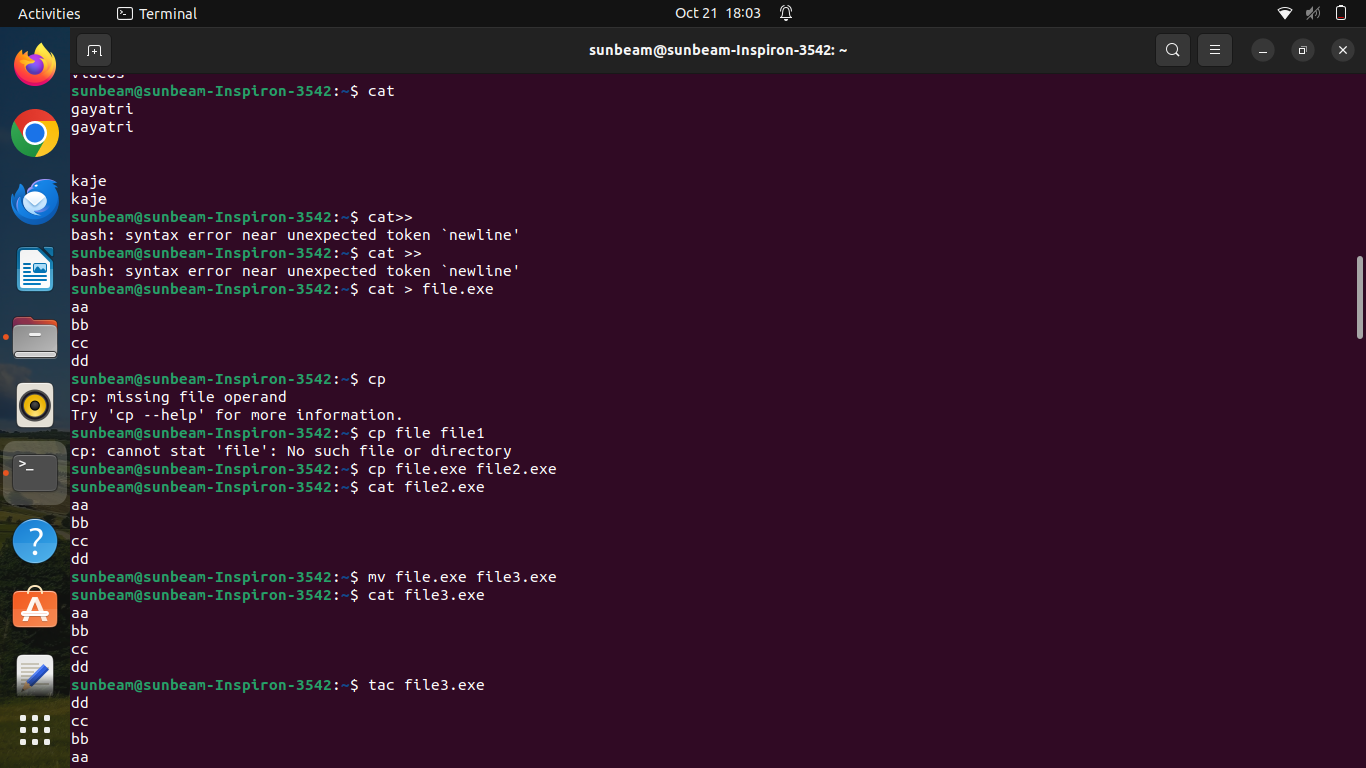 Activities
Terminal
Oct 21 18:03
sunbeam@sunbeam-Inspiron-3542: ~
Videos
sunbeam@sunbeam-Inspiron-3542:~$ cat
gayatri
gayatri
kaje
kaje
sunbeam@sunbeam-Inspiron-3542:~$ cat>>
bash: syntax error near unexpected token `newline'
sunbeam@sunbeam-Inspiron-3542:~$ cat >>
bash: syntax error near unexpected token `newline'
sunbeam@sunbeam-Inspiron-3542:~$ cat > file.exe
aa
bb
cc
dd
sunbeam@sunbeam-Inspiron-3542:~$ cp
cp: missing file operand
Try 'cp --help' for more information.
sunbeam@sunbeam-Inspiron-3542:~$ cp file file1
cp: cannot stat 'file': No such file or directory
sunbeam@sunbeam-Inspiron-3542:~$ cp file.exe file2.exe
sunbeam@sunbeam-Inspiron-3542:~$ cat file2.exe
aa
bb
cc
dd
sunbeam@sunbeam-Inspiron-3542:~$ mv file.exe file3.exe
sunbeam@sunbeam-Inspiron-3542:~$ cat file3.exe
aa
bb
cc
dd
sunbeam@sunbeam-Inspiron-3542:~$ tac file3.exe
dd
cc
bb
aa